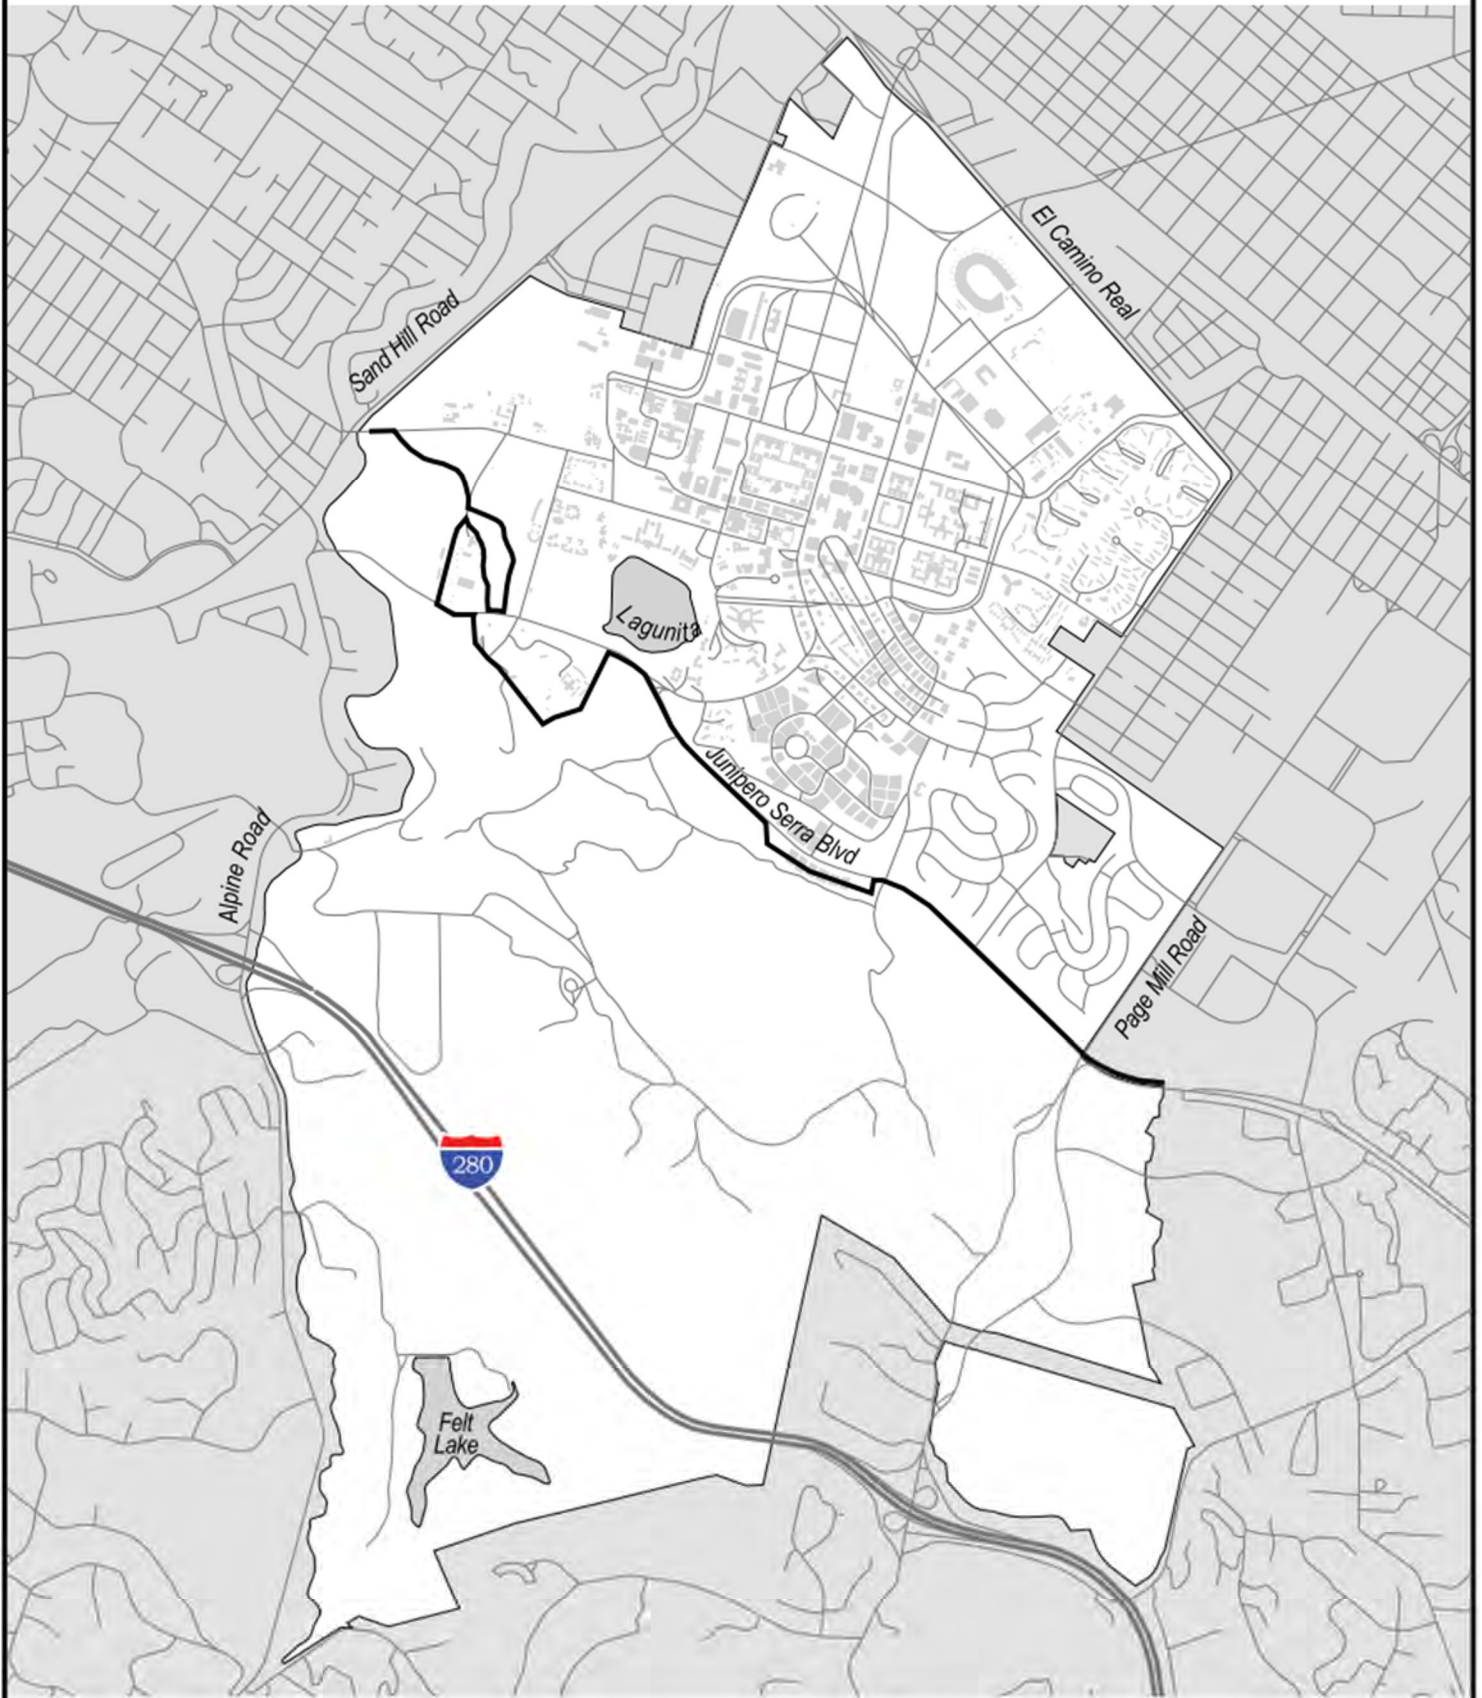 El Camino Real
Sand Hill Road
Lagunita
Junipero Serra Blvd
Alpine Road
Page Mill Road
280
Felt
Lake